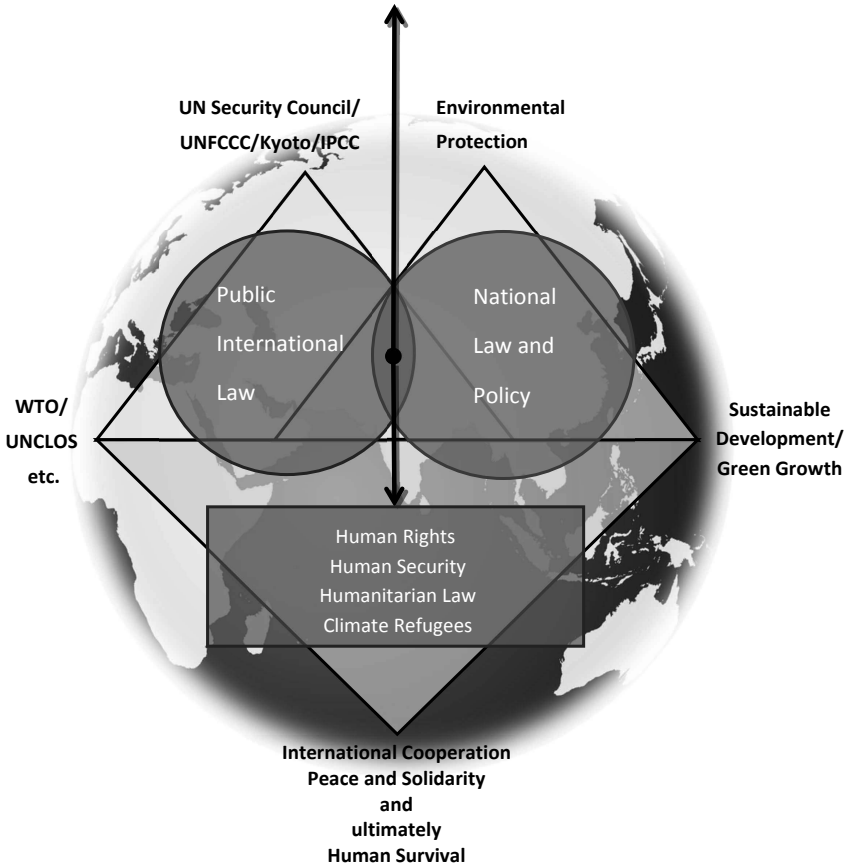 UN Security Council/
UNFCCC/Kyoto/IPCC
Environmental
Protection
Public
International
Law
National
Law and
Policy
WTO/
UNCLOS
etc.
Sustainable
Development/
Green Growth
Human Rights
Human Security
Humanitarian Law
Climate Refugees
International Cooperation
Peace and Solidarity
and
ultimately
Human Survival